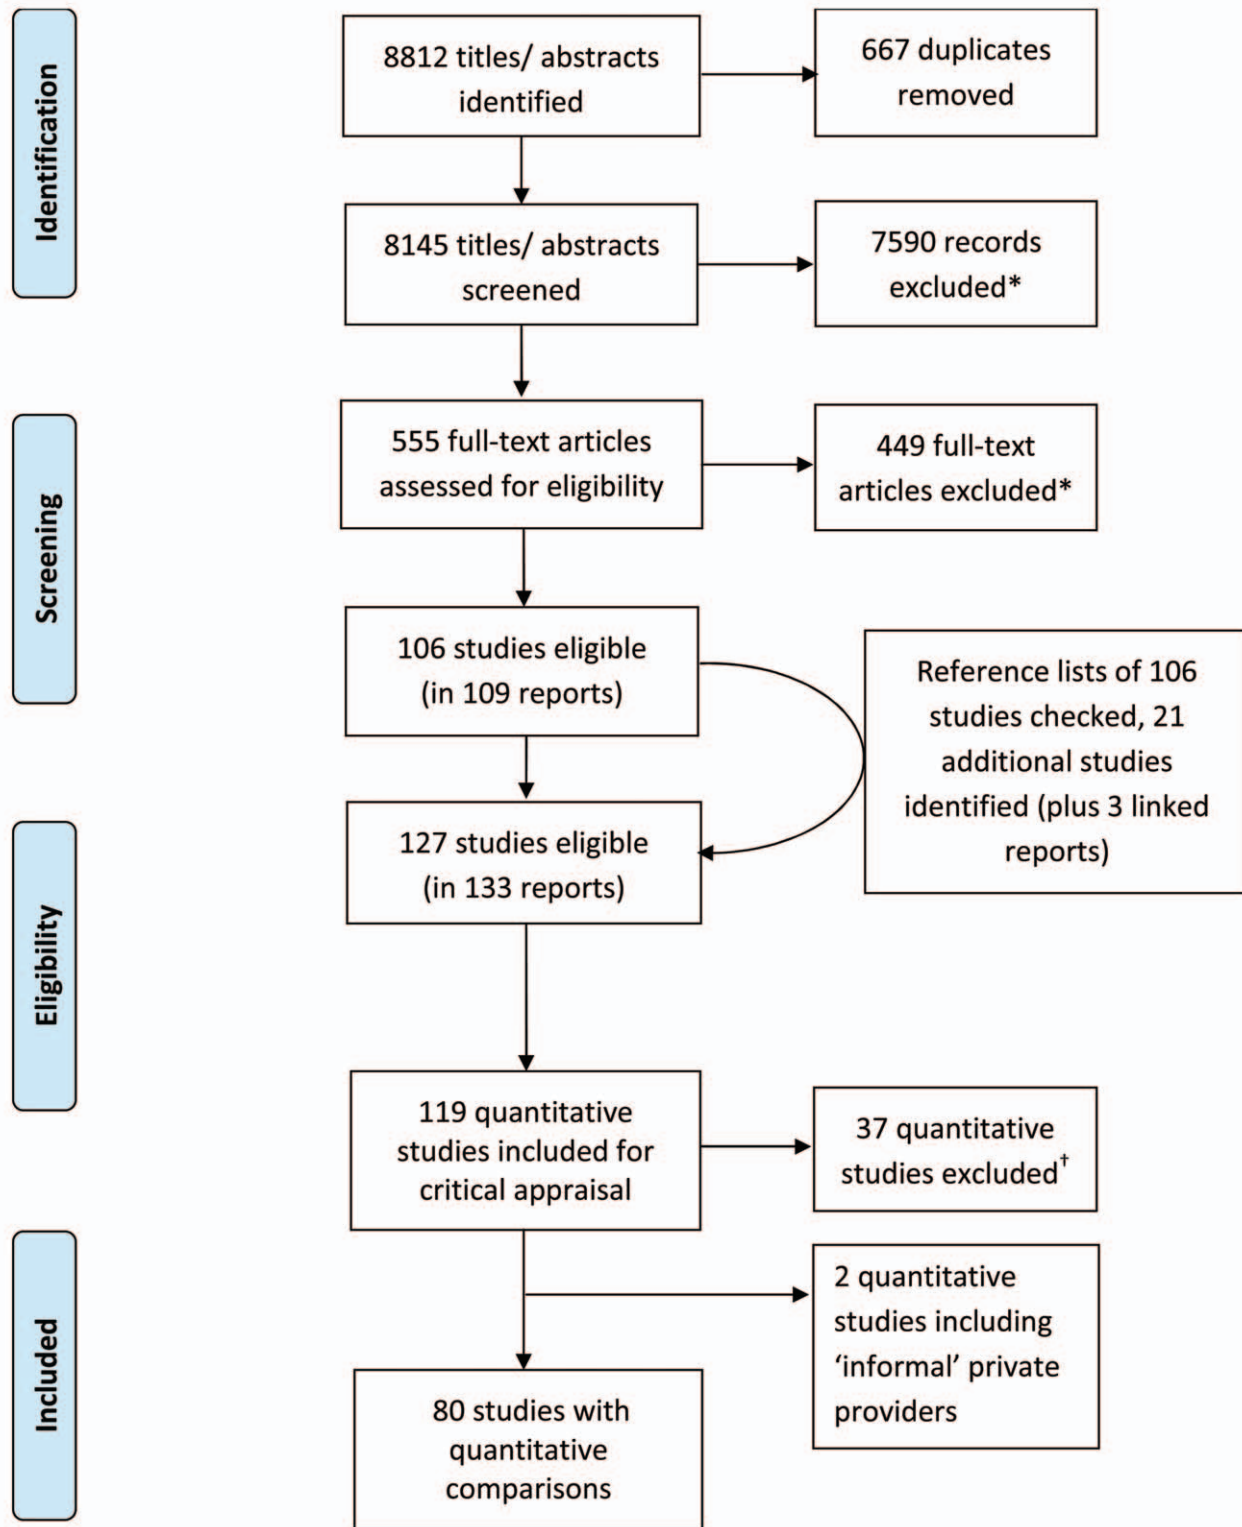 Identification
8812 titles/ abstracts
identified
667 duplicates
removed
8145 titles/ abstracts
screened
7590 records
excluded*
Screening
555 full-text articles
assessed for eligibility
449 full-text
articles excluded*
106 studies eligible
(in 109 reports)
Reference lists of 106
studies checked, 21
additional studies
identified (plus 3 linked
reports)
Eligibility
127 studies eligible
(in 133 reports)
119 quantitative
studies included for
critical appraisal
37 quantitative
studies excluded†
Included
2 quantitative
studies including
‘informal’ private
providers
80 studies with
quantitative
comparisons